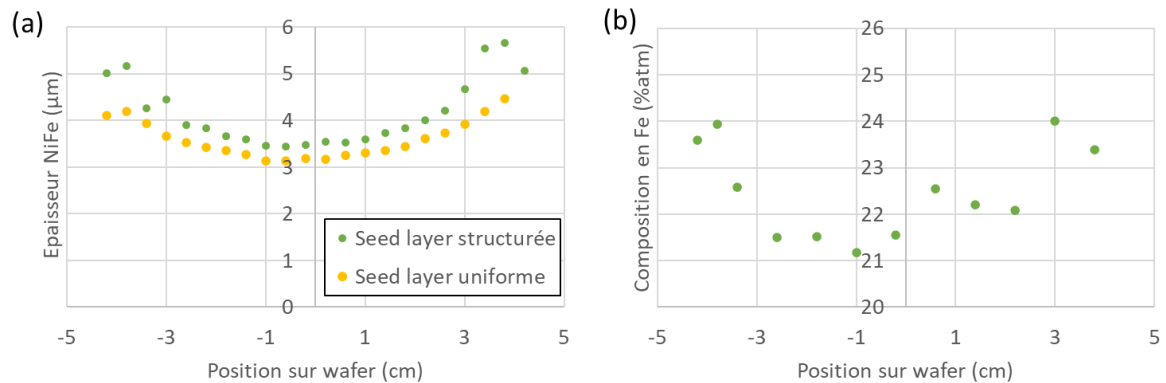 (a)
Epaisseur NiFe (µm)
6
5
4
3
2
1
0
-5 -3 -1 1 3 5
Position sur wafer (cm)
Seed layer structurée
Seed layer uniforme
(b)
Composition en Fe (%atm)
26
25
24
23
22
21
20
-5 -3 -1 1 3 5
Position sur wafer (cm)